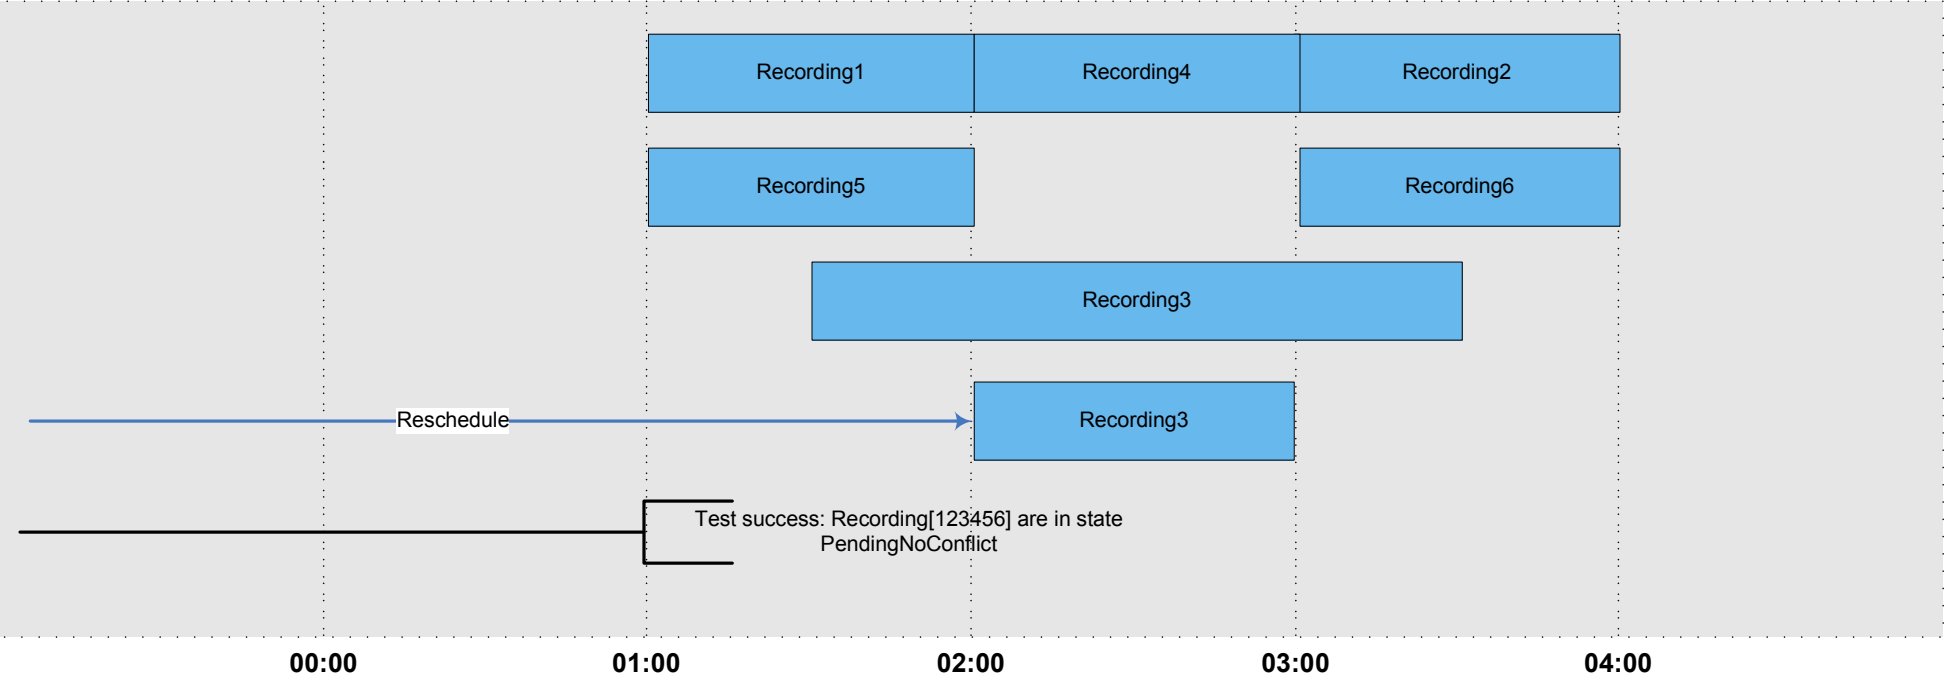 Recording1
Recording4
Recording2
Recording5
Recording6
Recording3
Reschedule
Recording3
Test success: Recording[123456] are in state
PendingNoConflict
00:00
01:00
02:00
03:00
04:00